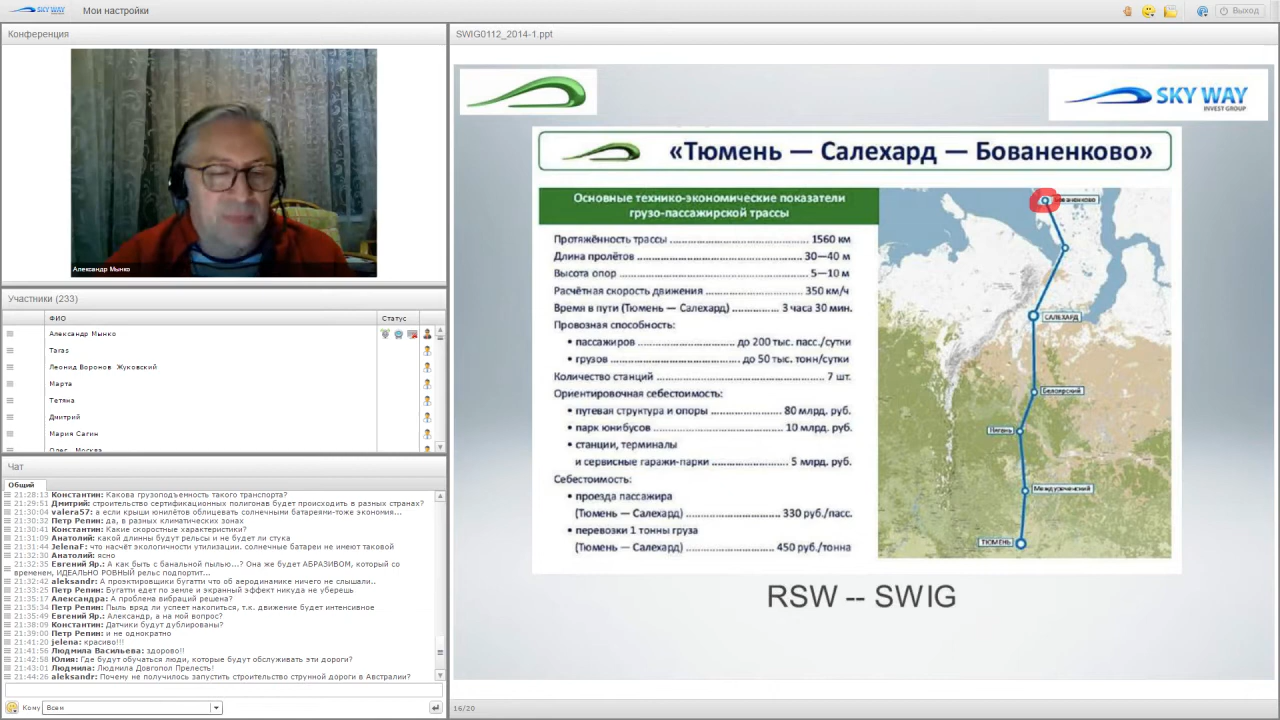 SKY WAY
Мои настройки
Выход
Конференция
Александр Мынко
Участники (233)
ФИО
Статус
Александр Мынко
Taras
Леонид Воронов Жуковский
Марта
Тетяна
Дмитрий
Мария Сагин
Олег Москва
Чат
Общий
21:28:13 Константин: Какова грузоподъемность такого транспорта?
21:29:51 Дмитрий: строительство сертификационных полигонав будет происходить в разных странах?
21:30:04 valera57: а если крыши юнилётов облицевать солнечными батареями-тоже экономия...
21:30:32 Петр Репин: да, в разных климатических зонах
21:30:41 Константин: Какие скоростные характеристики?
21:31:09 Анатолий: какой длинны будут рельсы и не будет ли стука
21:31:44 JelenaF: что насчёт экологичности утилизации. солнечные батареи не имеют таковой
21:32:30 Анатолий: ясно
21:32:35 Евгений Яр.: А как быть с банальной пылью...? Она же будет АБРАЗИВОМ, который со
временем, ИДЕАЛЬНО РОВНЫЙ рельс подпортит...
21:32:42 aleksandr: А проэктировщики бугатти что об аеродинамике ничего не слышали..
21:33:25 Петр Репин: Бугатти едет по земле и экранный эффект никуда не уберешь
21:35:17 Александра: А проблема вибраций решена?
21:35:34 Петр Репин: Пыль вряд ли успеет накопиться, т.к. движение будет интенсивное
21:35:49 Евгений Яр.: Александр, а на мой вопрос?
21:38:09 Константин: Датчики будут дублированы?
21:39:00 Петр Репин: и не однократно
21:41:20 jelena: красиво!!!
21:41:56 Людмила Васильева: здорово!!
21:42:58 Юлия: Где будут обучаться люди, которые будут обслуживать эти дороги?
21:43:01 Людмила: Людмила Довгопол Прелесть!
21:44:26 aleksandr: Почему не получилось запустить строительство струнной дороги в Австралии?
Кому
Всем
SWIG0112_2014-1.ppt
SKY WAY
INVEST GROUP
«Тюмень — Салехард — Бованенково»
Основные технико-экономические показатели
грузо-пассажирской трассы
Протяжённость трассы 1560 км
Длина пролётов 30—40 м
Высота опор 5—10 м
Расчётная скорость движения 350 км/ч
Время в пути (Тюмень — Салехард) 3 часа 30 мин.
Провозная способность:
• пассажиров до 200 тыс. пасс./сутки
• грузов до 50 тыс. тонн/сутки
Количество станций 7 шт.
Ориентировочная себестоимость:
• путевая структура и опоры 80 млрд. руб.
• парк юнибусов 10 млрд. руб.
• станции, терминалы
и сервисные гаражи-парки 5 млрд. руб.
Себестоимость:
• проезда пассажира
(Тюмень — Салехард) 330 руб./пасс.
• перевозки 1 тонны груза
(Тюмень — Салехард) 450 руб./тонна
САЛЕХАРД
Белоярский
Нягань
Междуреченский
ТЮМЕНЬ
RSW -- SWIG
16/20